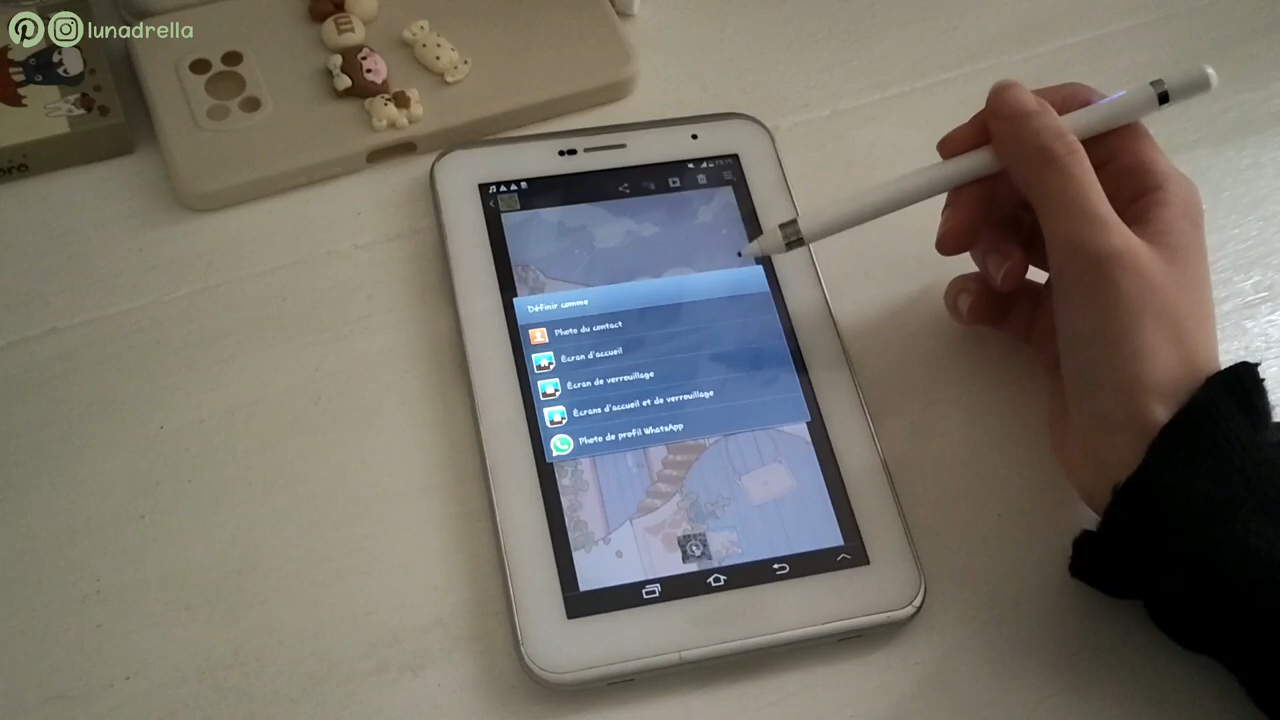 lunadrella
m
Définir comme
Photo du contact
Écran d'accueil
Écran de verrouillage
Écrans d'accueil et de verrouillage
Photo de profil WhatsApp